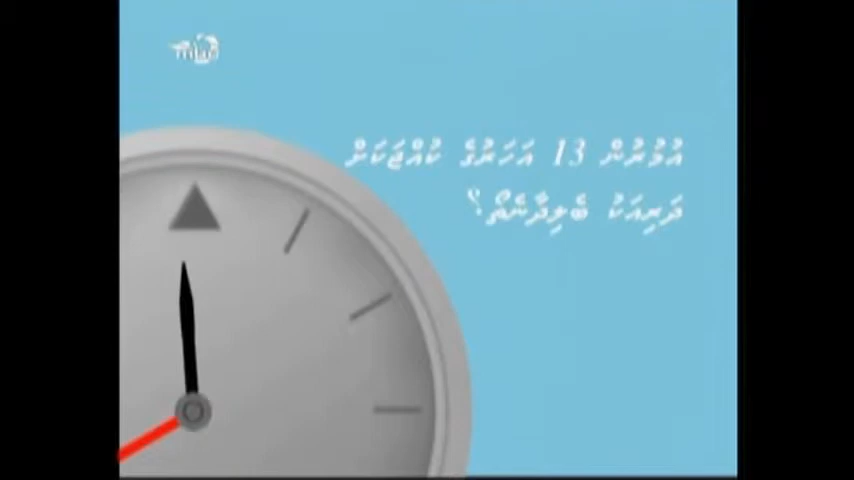 އުމުރުން 13 އަހަރުގެ ކުއްޖަކަށް
ދަރިއަކު ބެލިދާނެތޯ؟